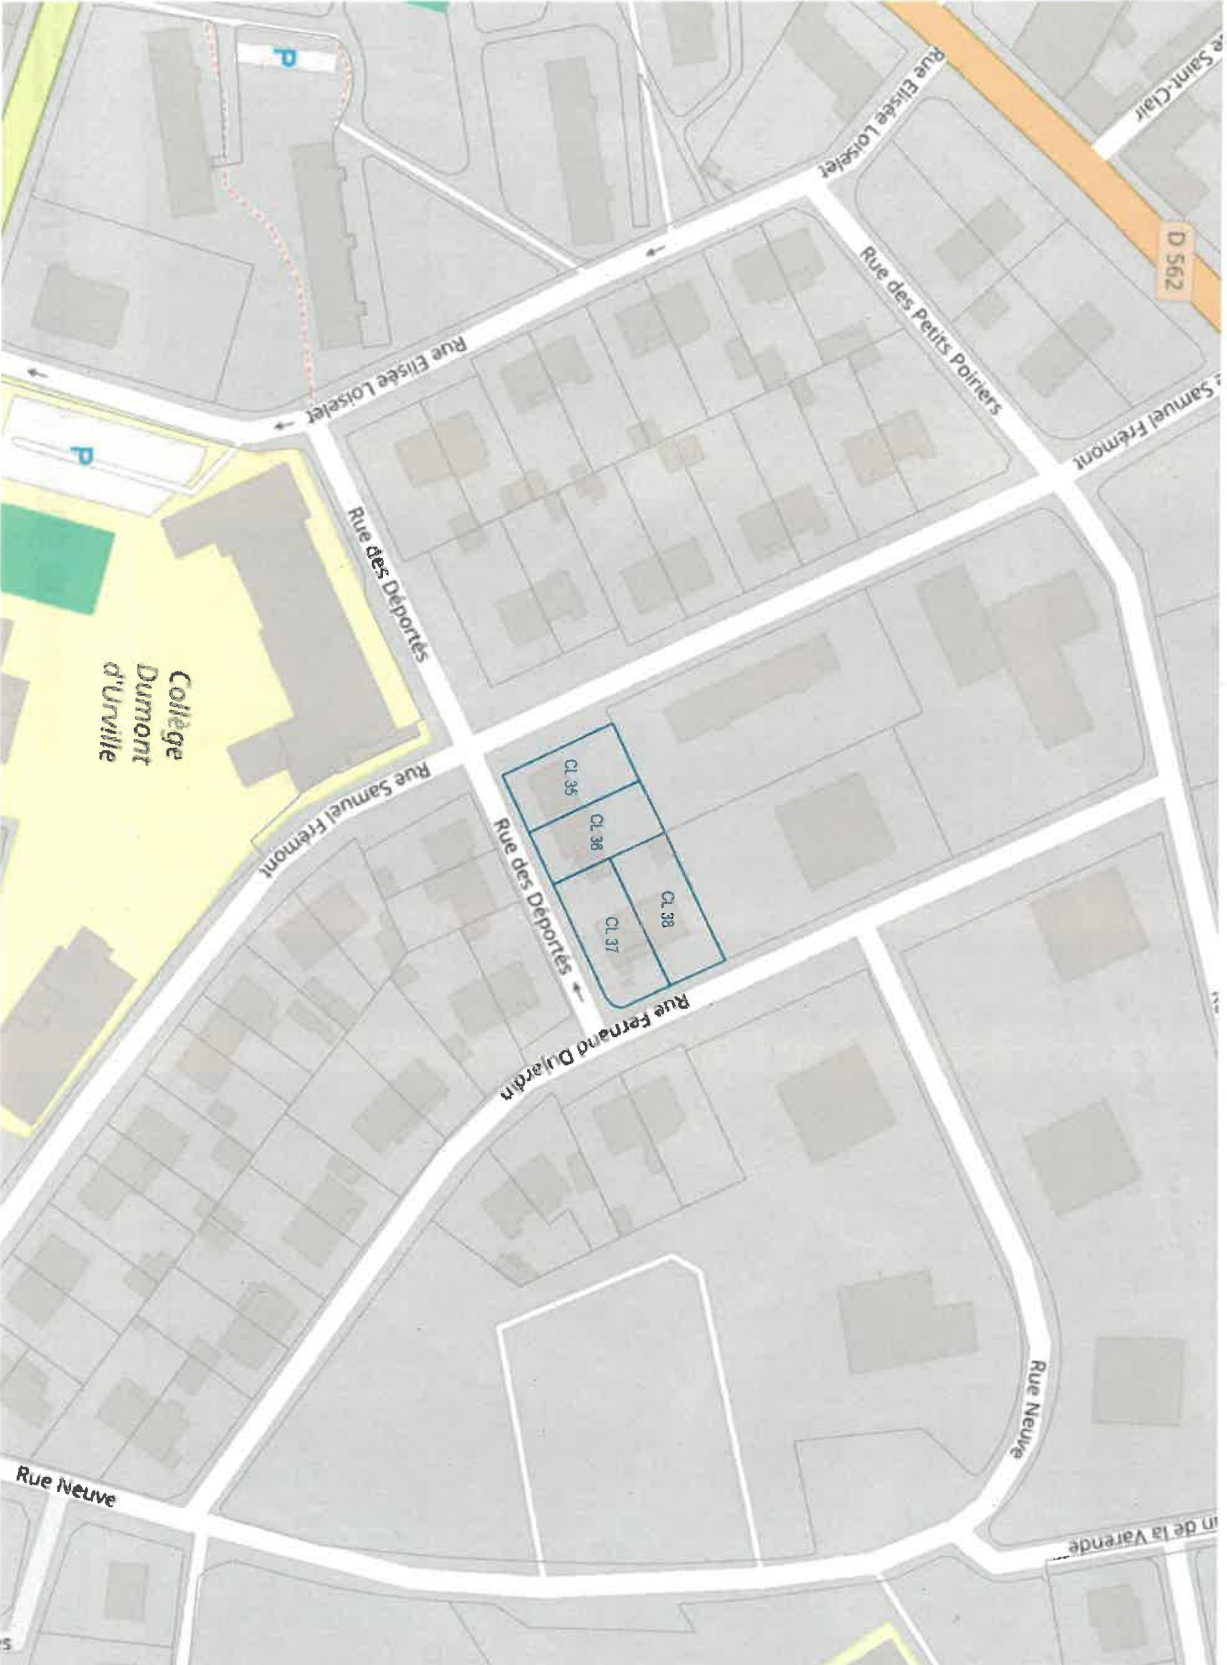 P
Rue Elisée Loiselet
D 562
Rue des Petits Poiriers
Rue Elisée Loiselet
Samuel Frémont
P
Rue des Déportés
Collège
Dumont
d'Urville
Rue Samuel Frémont
CL 35
CL 36
CL 38
CL 37
Rue des Déportés
Rue Fernand Dujardin
Rue Neuve
Rue Neuve
de la Varende
Saint-Clair